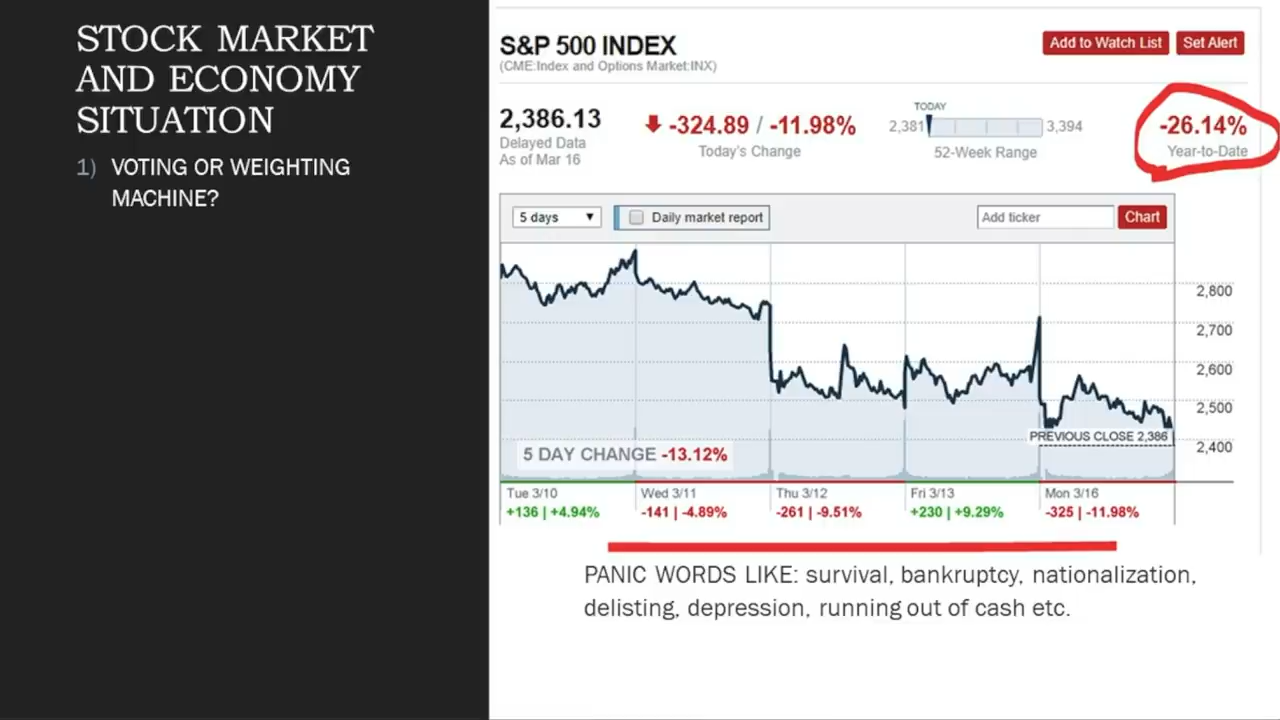 STOCK MARKET
AND ECONOMY
SITUATION
1) VOTING OR WEIGHTING
MACHINE?
S&P 500 INDEX
(CME:Index and Options Market:INX)
Add to Watch List
Set Alert
2,386.13
Delayed Data
As of Mar 16
-324.89 / -11.98%
Today's Change
TODAY
2,381
3,394
52-Week Range
-26.14%
Year-to-Date
5 days
Daily market report
Add ticker
Chart
2,800
2,700
2,600
2,500
2,400
PREVIOUS CLOSE 2,386
5 DAY CHANGE -13.12%
Tue 3/10
+136 | +4.94%
Wed 3/11
-141 | -4.89%
Thu 3/12
-261 | -9.51%
Fri 3/13
+230 | +9.29%
Mon 3/16
-325 | -11.98%
PANIC WORDS LIKE: survival, bankruptcy, nationalization,
delisting, depression, running out of cash etc.